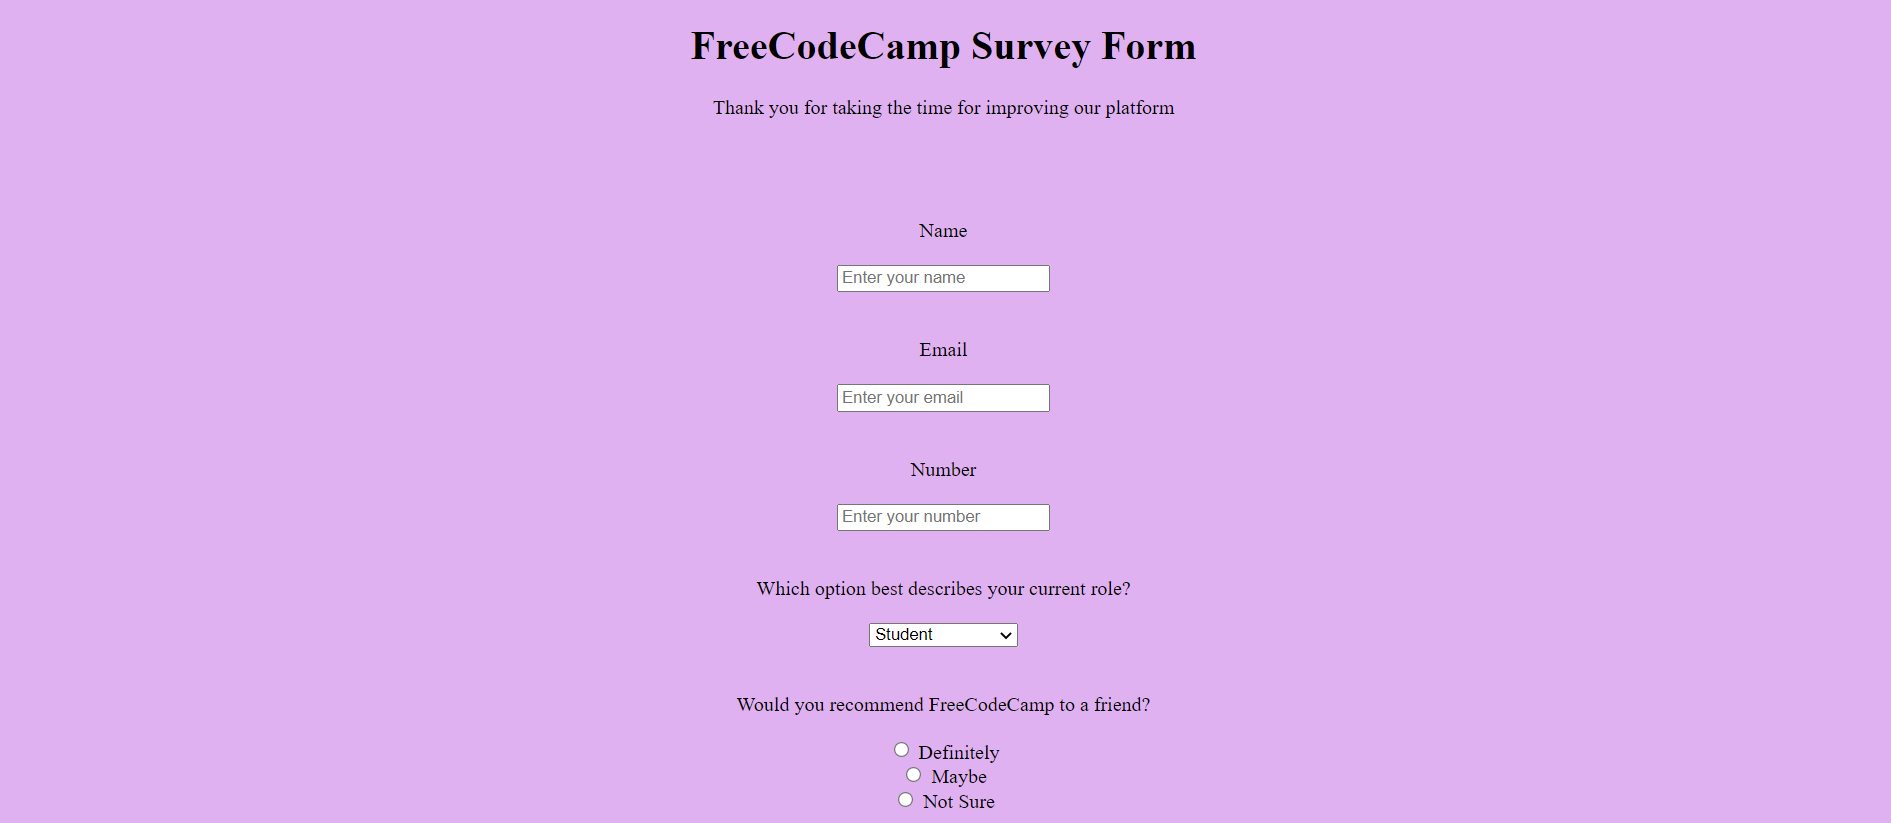 FreeCodeCamp Survey Form
Thank you for taking the time for improving our platform
Name
Enter your name
Email
Enter your email
Number
Enter your number
Which option best describes your current role?
Student
Would you recommend FreeCodeCamp to a friend?
Definitely
Maybe
Not Sure